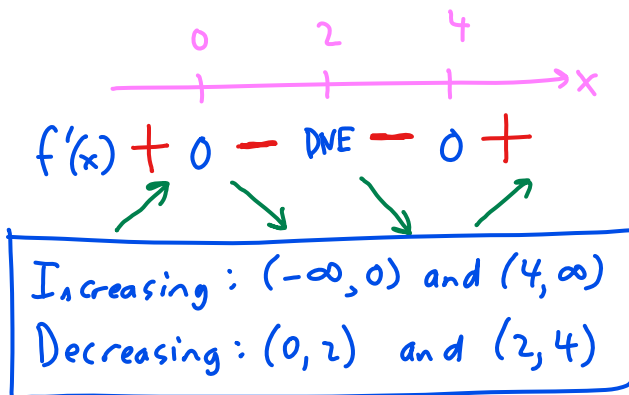 0 2 4
x
f'(x) + 0 − DNE − 0 +
Increasing: (-∞, 0) and (4, ∞)
Decreasing: (0, 2) and (2, 4)